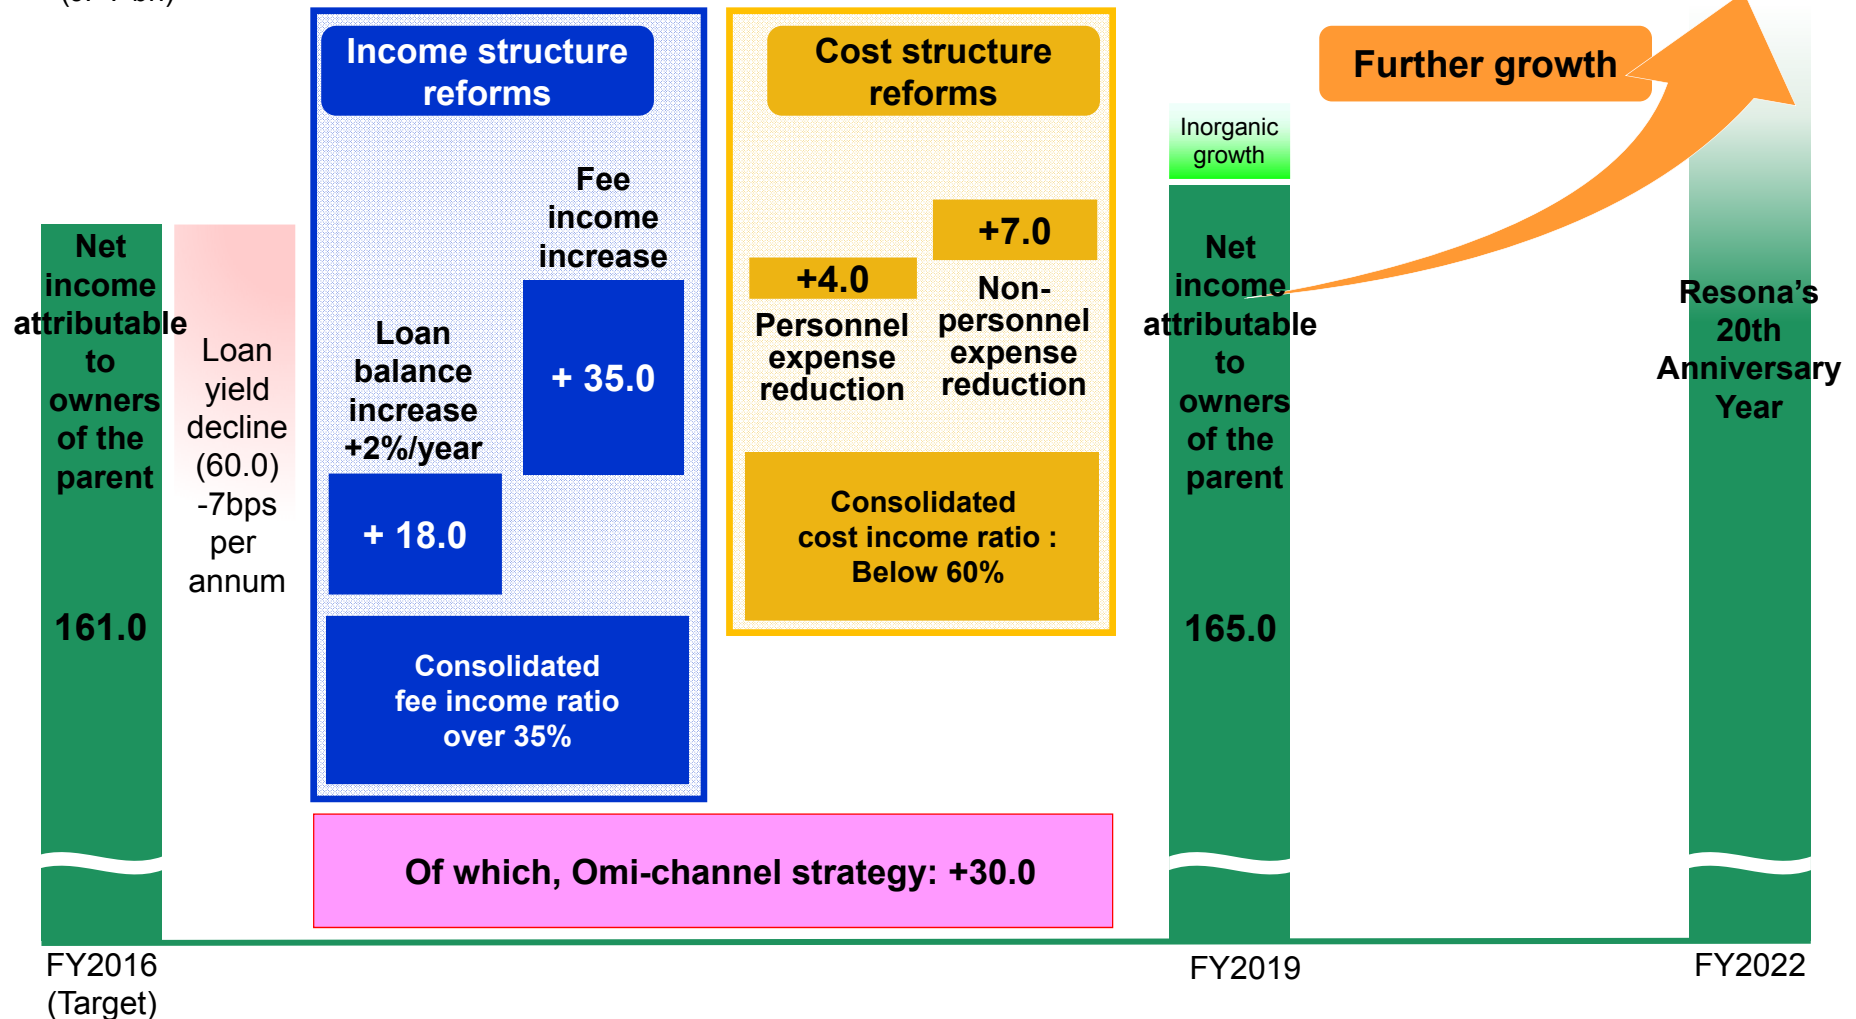 Income structure
reforms
Cost structure
reforms
Further growth
Inorganic
growth
Net
income
attributable
to
owners
of the
parent
161.0
Loan
yield
decline
(60.0)
-7bps
per
annum
Loan
balance
increase
+2%/year
+ 18.0
Fee
income
increase
+ 35.0
Consolidated
fee income ratio
over 35%
+4.0
Personnel
expense
reduction
+7.0
Non-
personnel
expense
reduction
Consolidated
cost income ratio :
Below 60%
Of which, Omi-channel strategy: +30.0
Net
income
attributable
to
owners
of the
parent
165.0
Resona’s
20th
Anniversary
Year
FY2016
(Target)
FY2019
FY2022